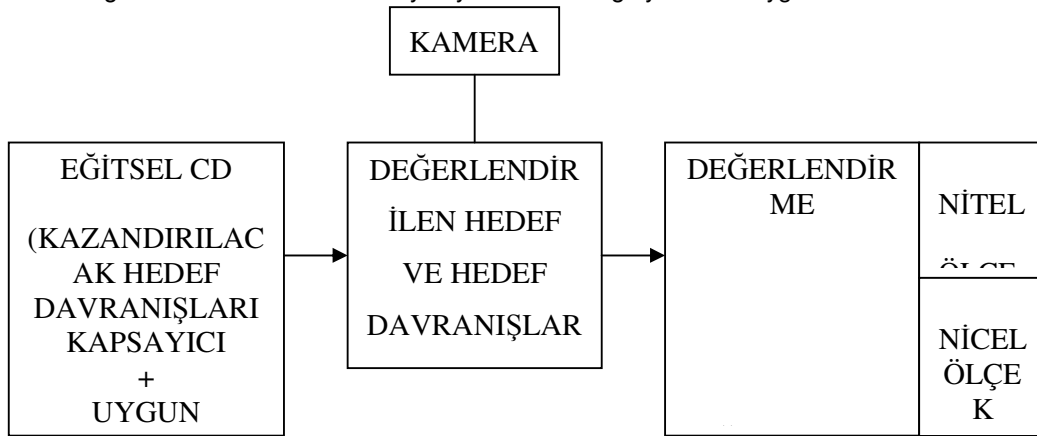 KAMERA
EĞİTSEL CD
(KAZANDIRILAC
AK HEDEF
DAVRANIŞLARI
KAPSAYICI
+
UYGUN
DEĞERLENDİR
İLEN HEDEF
VE HEDEF
DAVRANIŞLAR
DEĞERLENDİR
ME
NİTEL
NİCEL
ÖLÇE
K